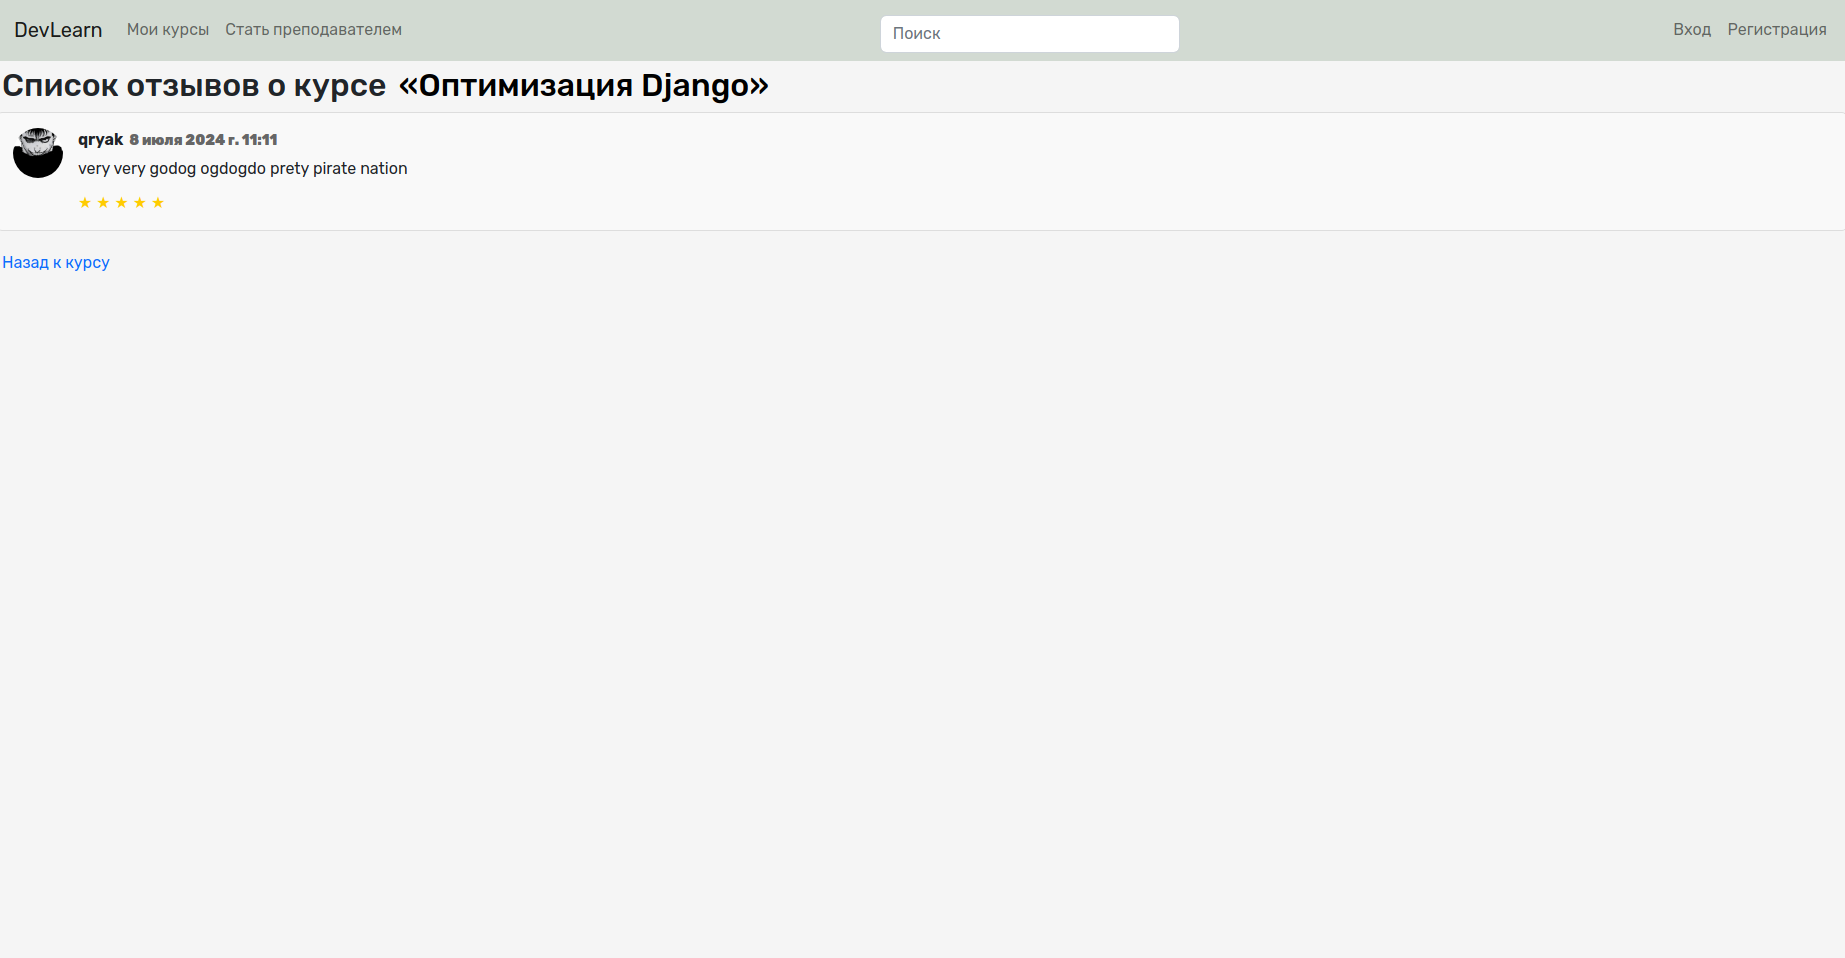 DevLearn Мои курсы Стать преподавателем Поиск Вход Регистрация
Список отзывов о курсе «Оптимизация Django»
qryak 8 июля 2024 г. 11:11
very very godog ogdogdo prety pirate nation
★ ★ ★ ★ ★
Назад к курсу